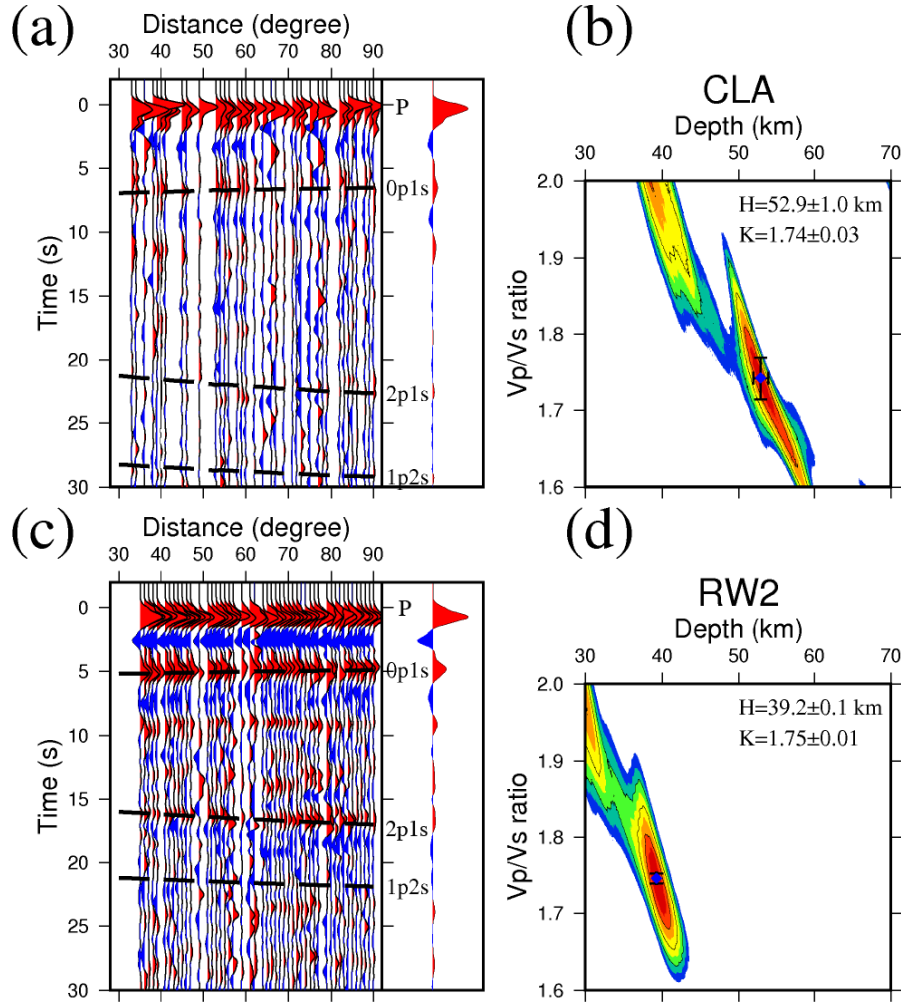 (a)
Distance (degree)
30 40 50 60 70 80 90
0
5
10
15
20
25
30
Time (s)
P
0p1s
2p1s
1p2s
(b)
CLA
Depth (km)
40 50 60 70
2.0
1.9
1.8
1.7
1.6
Vp/Vs ratio
H=52.9±1.0 km
K=1.74±0.03
(c)
Distance (degree)
30 40 50 60 70 80 90
0
5
10
15
20
25
30
Time (s)
P
0p1s
2p1s
1p2s
(d)
RW2
Depth (km)
30 40 50 60 70
2.0
1.9
1.8
1.7
1.6
Vp/Vs ratio
H=39.2±0.1 km
K=1.75±0.01